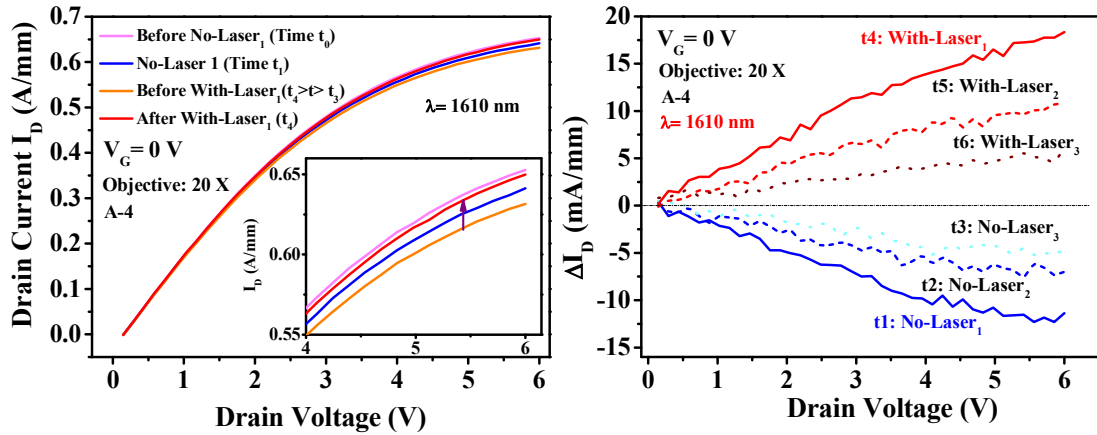 Drain Current I_D (A/mm)
0.7
0.6
0.5
0.4
0.3
0.2
0.1
0.0
Before No-Laser₁ (Time t₀)
No-Laser 1 (Time t₁)
Before With-Laser₁(t₄>t> t₃)
After With-Laser₁ (t₄)
λ= 1610 nm
V_G= 0 V
Objective: 20 X
A-4
I_D (A/mm)
0.65
0.60
0.55
4 5 6
0 1 2 3 4 5 6
Drain Voltage (V)
ΔI_D (mA/mm)
20
15
10
5
0
-5
-10
-15
V_G= 0 V
Objective: 20 X
A-4
λ= 1610 nm
t4: With-Laser₁
t5: With-Laser₂
t6: With-Laser₃
t3: No-Laser₃
t2: No-Laser₂
t1: No-Laser₁
0 1 2 3 4 5 6
Drain Voltage (V)